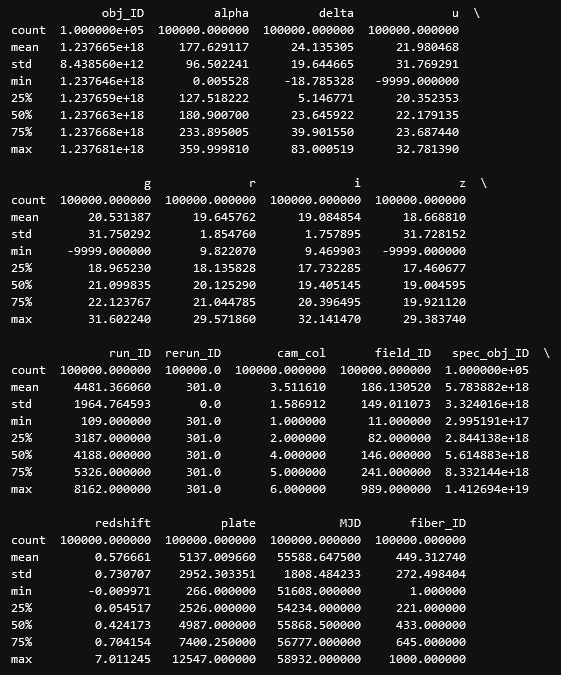 obj_ID alpha delta u \
count 1.000000e+05 100000.000000 100000.000000 100000.000000
mean 1.237665e+18 177.629117 24.135305 21.980468
std 8.438560e+12 96.502241 19.644665 31.769291
min 1.237646e+18 0.005528 -18.785328 -9999.000000
25% 1.237659e+18 127.518222 5.146771 20.352353
50% 1.237663e+18 180.900700 23.645922 22.179135
75% 1.237668e+18 233.895005 39.901550 23.687440
max 1.237681e+18 359.999810 83.000519 32.781390
g r i z \
count 100000.000000 100000.000000 100000.000000 100000.000000
mean 20.531387 19.645762 19.084854 18.668810
std 31.750292 1.854760 1.757895 31.728152
min -9999.000000 9.822070 9.469903 -9999.000000
25% 18.965230 18.135828 17.732285 17.460677
50% 21.099835 20.125290 19.405145 19.004595
75% 22.123767 21.044785 20.396495 19.921120
max 31.602240 29.571860 32.141470 29.383740
run_ID rerun_ID cam_col field_ID spec_obj_ID \
count 100000.000000 100000.0 100000.000000 100000.000000 1.000000e+05
mean 4481.366060 301.0 3.511610 186.130520 5.783882e+18
std 1964.764593 0.0 1.586912 149.011073 3.324016e+18
min 109.000000 301.0 1.000000 11.000000 2.995191e+17
25% 3187.000000 301.0 2.000000 82.000000 2.844138e+18
50% 4188.000000 301.0 4.000000 146.000000 5.614883e+18
75% 5326.000000 301.0 5.000000 241.000000 8.332144e+18
max 8162.000000 301.0 6.000000 989.000000 1.412694e+19
redshift plate MJD fiber_ID
count 100000.000000 100000.000000 100000.000000 100000.000000
mean 0.576661 5137.009660 55588.647500 449.312740
std 0.730707 2952.303351 1808.484233 272.498404
min -0.009971 266.000000 51608.000000 1.000000
25% 0.054517 2526.000000 54234.000000 221.000000
50% 0.424173 4987.000000 55868.500000 433.000000
75% 0.704154 7400.250000 56777.000000 645.000000
max 7.011245 12547.000000 58932.000000 1000.000000